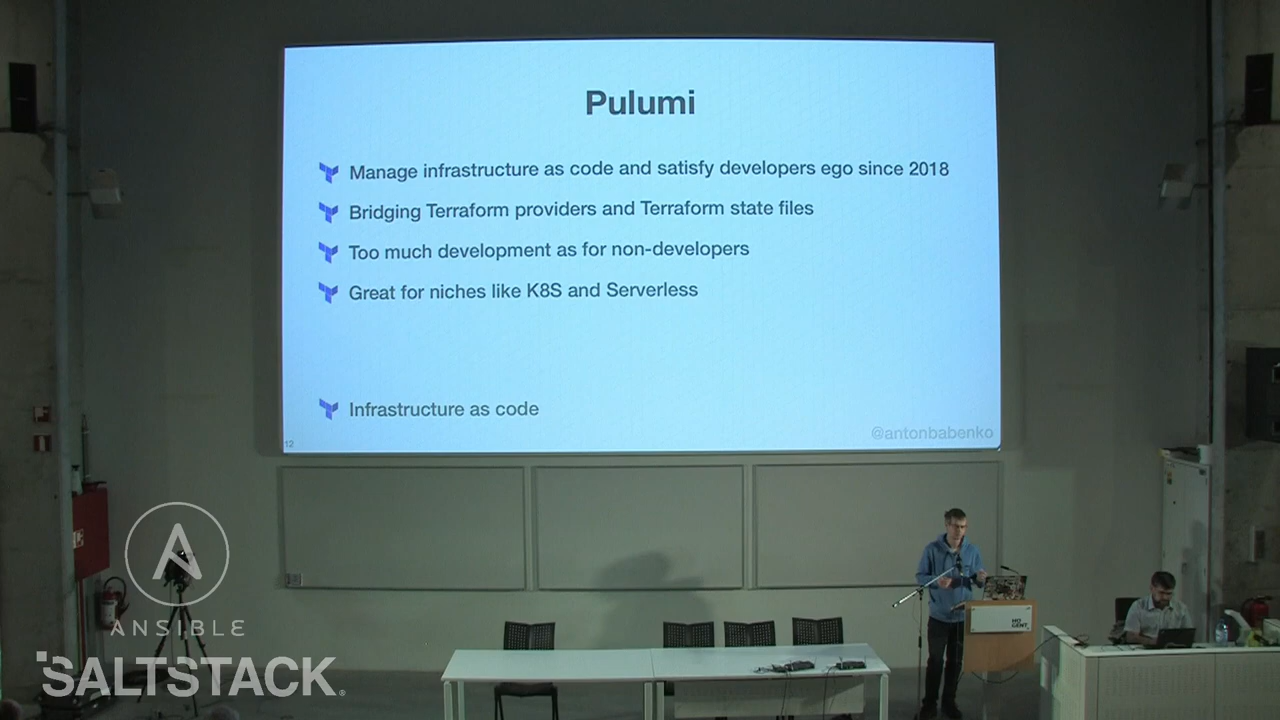 Pulumi
Manage infrastructure as code and satisfy developers ego since 2018
Bridging Terraform providers and Terraform state files
Too much development as for non-developers
Great for niches like K8S and Serverless
Infrastructure as code
12
@antonbabenko
ANSIBLE
SALTSTACK®
HO
GENT